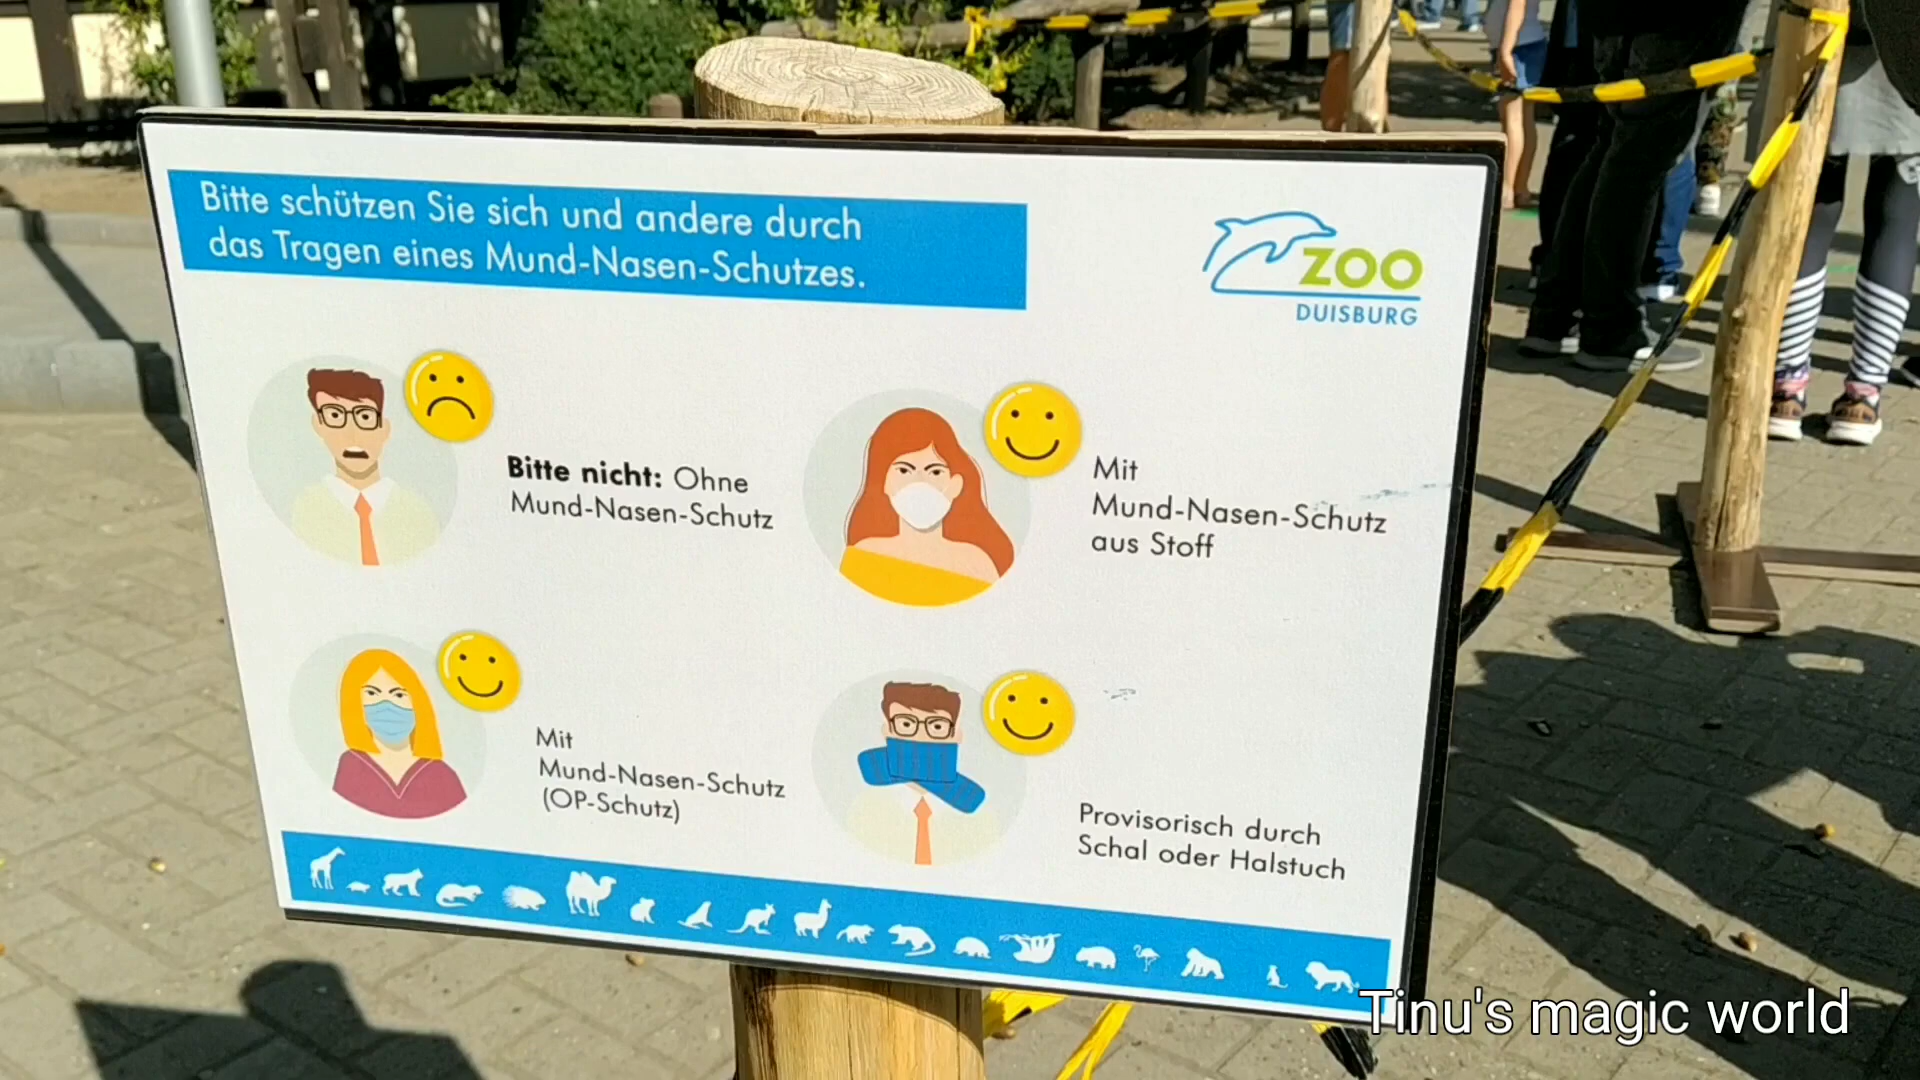 Bitte schützen Sie sich und andere durch
das Tragen eines Mund-Nasen-Schutzes.
ZOO
DUISBURG
Bitte nicht: Ohne
Mund-Nasen-Schutz
Mit
Mund-Nasen-Schutz
aus Stoff
Mit
Mund-Nasen-Schutz
(OP-Schutz)
Provisorisch durch
Schal oder Halstuch
Tinu's magic world